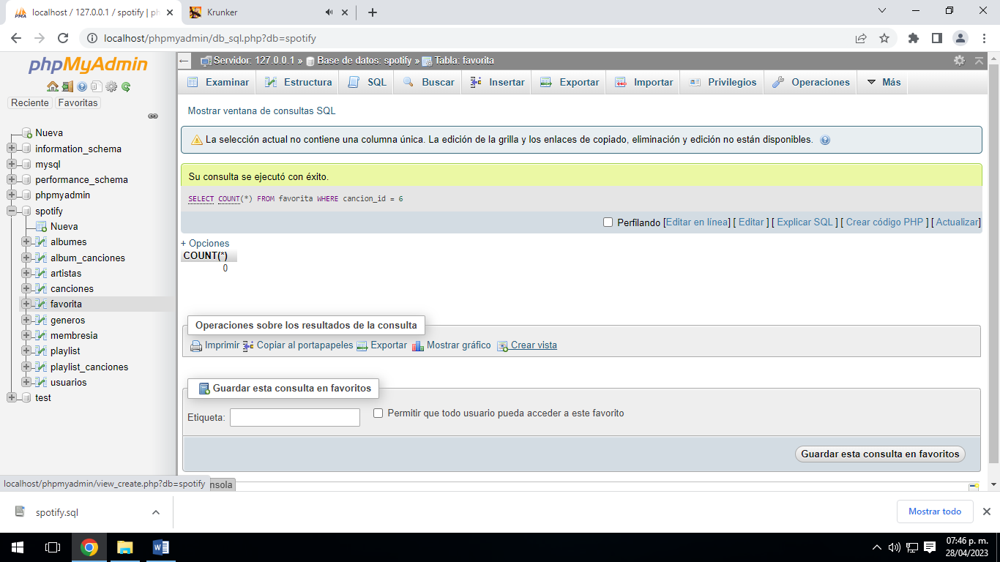 localhost / 127.0.0.1 / spotify | ph
Krunker
localhost/phpmyadmin/db_sql.php?db=spotify
phpMyAdmin
Reciente Favoritas
Nueva
information_schema
mysql
performance_schema
phpmyadmin
spotify
Nueva
albumes
album_canciones
artistas
canciones
favorita
generos
membresia
playlist
playlist_canciones
usuarios
test
Servidor: 127.0.0.1 » Base de datos: spotify » Tabla: favorita
Examinar Estructura SQL Buscar Insertar Exportar Importar Privilegios Operaciones Más
Mostrar ventana de consultas SQL
La selección actual no contiene una columna única. La edición de la grilla y los enlaces de copiado, eliminación y edición no están disponibles.
Su consulta se ejecutó con éxito.
SELECT COUNT(*) FROM favorita WHERE cancion_id = 6
Perfilando [Editar en línea] [ Editar ] [ Explicar SQL ] [ Crear código PHP ] [ Actualizar]
+ Opciones
COUNT(*)
0
Operaciones sobre los resultados de la consulta
Imprimir Copiar al portapapeles Exportar Mostrar gráfico Crear vista
Guardar esta consulta en favoritos
Etiqueta: Permitir que todo usuario pueda acceder a este favorito
Guardar esta consulta en favoritos
localhost/phpmyadmin/view_create.php?db=spotify nsola
spotify.sql
Mostrar todo
07:46 p. m.
28/04/2023